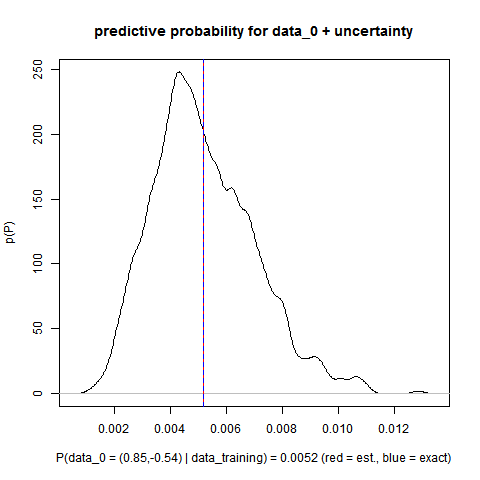 predictive probability for data_0 + uncertainty
250
200
150
100
50
0
p(P)
0.002 0.004 0.006 0.008 0.010 0.012
P(data_0 = (0.85,-0.54) | data_training) = 0.0052 (red = est., blue = exact)